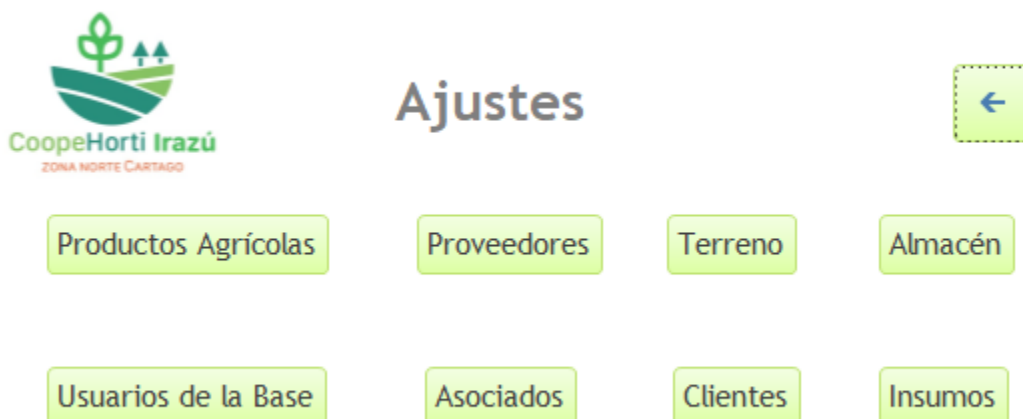 CoopeHorti Irazú
ZONA NORTE CARTAGO
Ajustes
Productos Agrícolas Proveedores Terreno Almacén
Usuarios de la Base Asociados Clientes Insumos